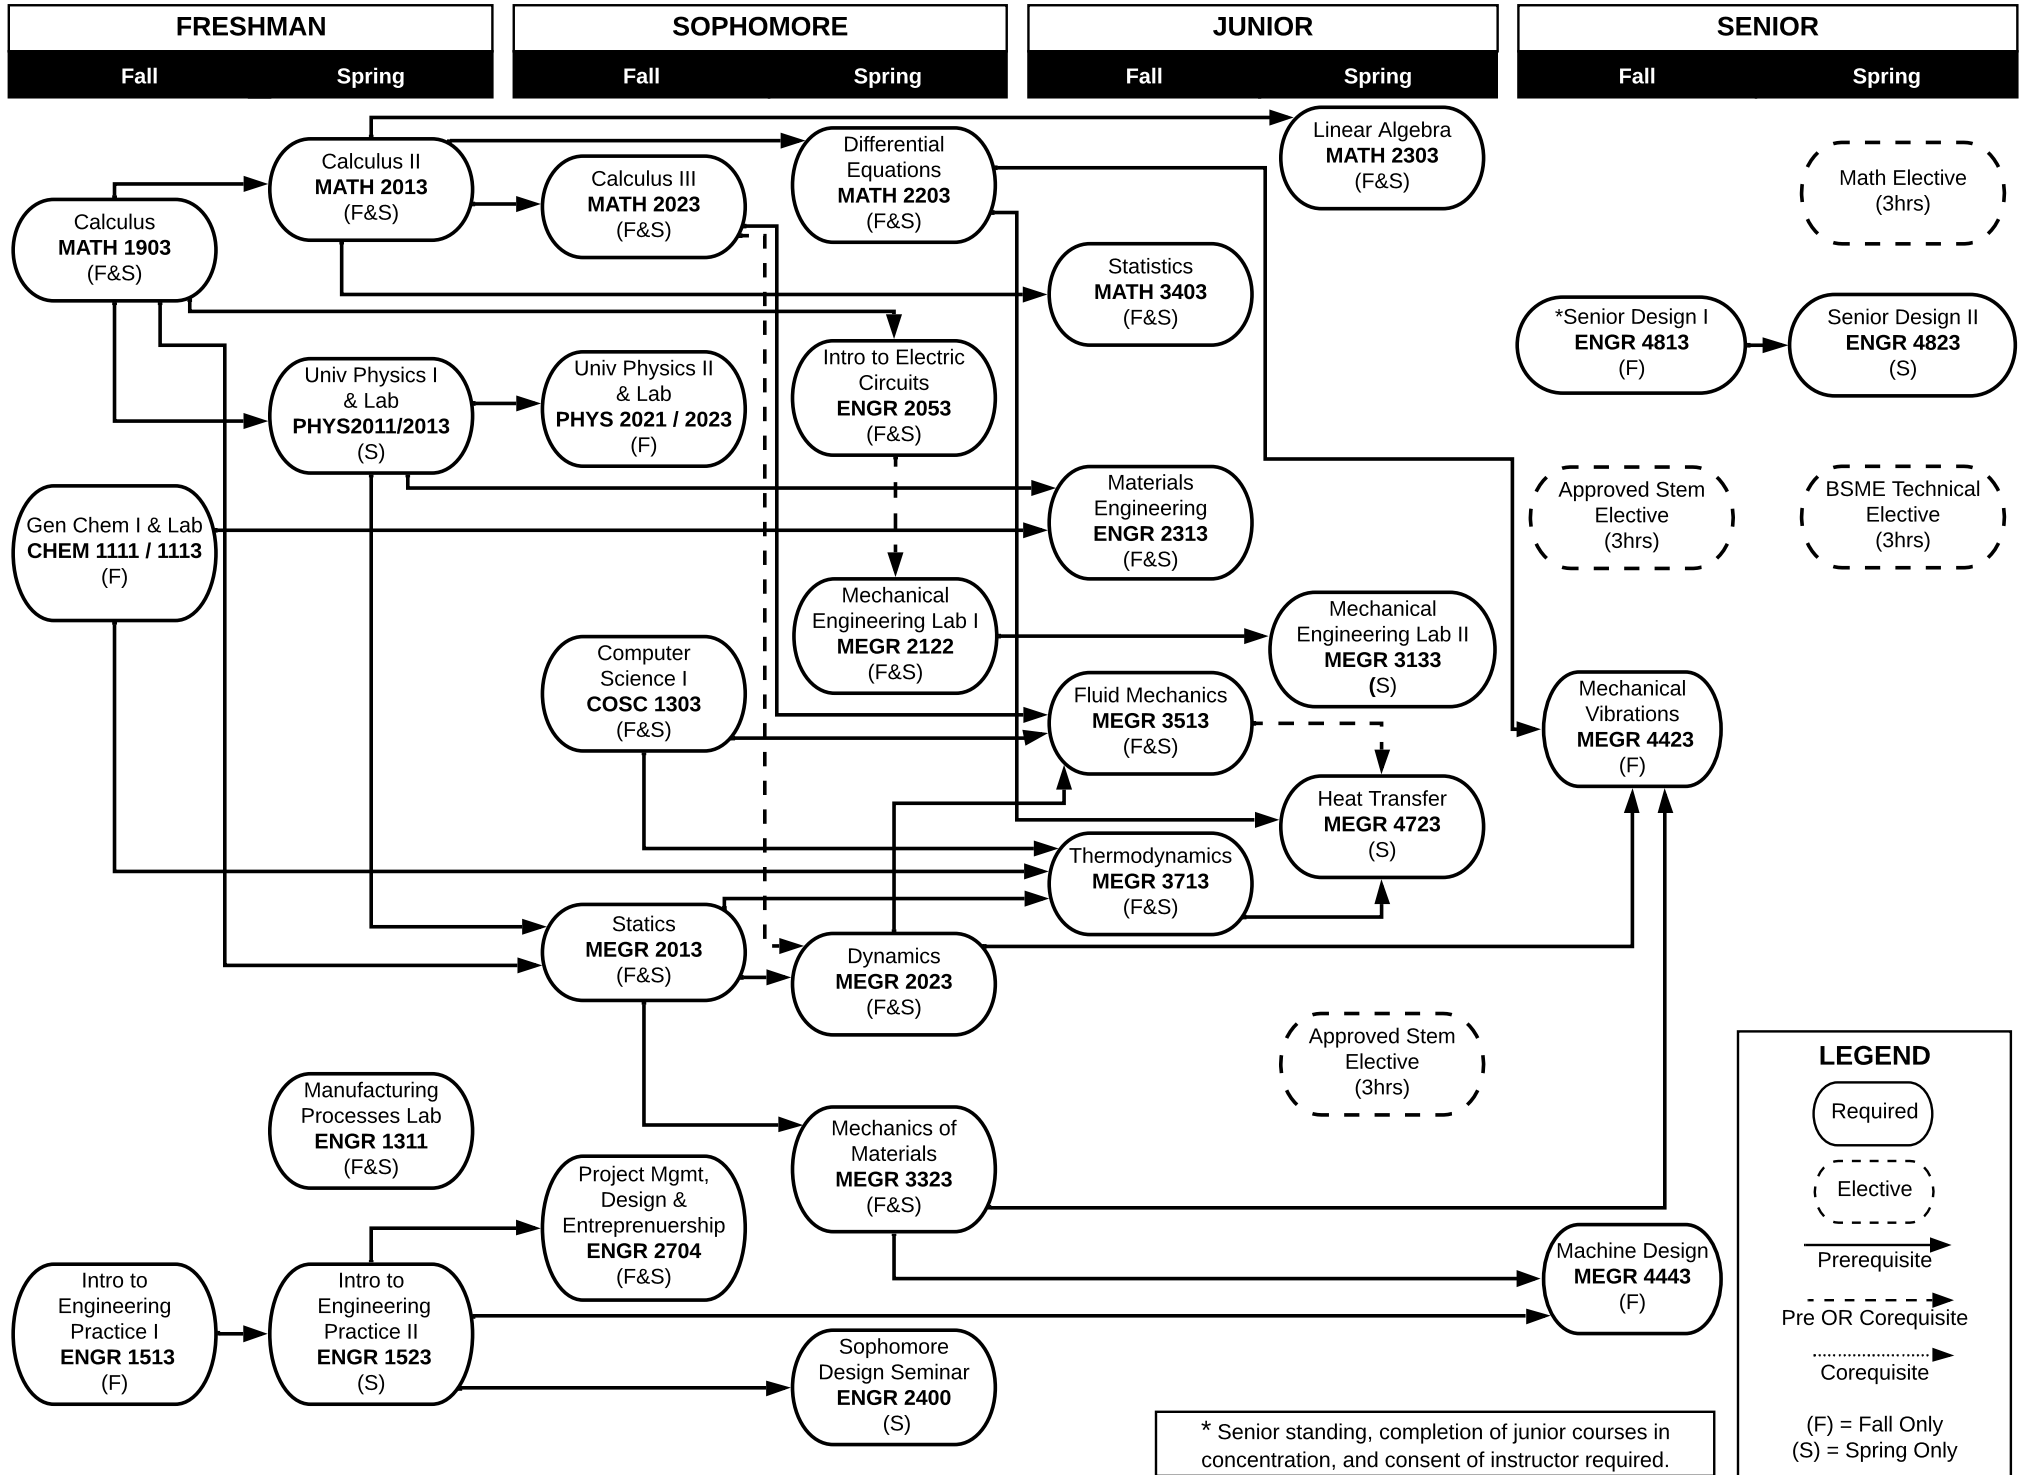 FRESHMAN
Fall
Spring
SOPHOMORE
Fall
Spring
JUNIOR
Fall
Spring
SENIOR
Fall
Spring
Calculus
MATH 1903
(F&S)
Gen Chem I & Lab
CHEM 1111 / 1113
(F)
Intro to
Engineering
Practice I
ENGR 1513
(F)
Calculus II
MATH 2013
(F&S)
Univ Physics I
& Lab
PHYS2011/2013
(S)
Manufacturing
Processes Lab
ENGR 1311
(F&S)
Intro to
Engineering
Practice II
ENGR 1523
(S)
Calculus III
MATH 2023
(F&S)
Univ Physics II
& Lab
PHYS 2021 / 2023
(F)
Computer
Science I
COSC 1303
(F&S)
Statics
MEGR 2013
(F&S)
Project Mgmt,
Design &
Entreprenuership
ENGR 2704
(F&S)
Differential
Equations
MATH 2203
(F&S)
Intro to Electric
Circuits
ENGR 2053
(F&S)
Mechanical
Engineering Lab I
MEGR 2122
(F&S)
Dynamics
MEGR 2023
(F&S)
Mechanics of
Materials
MEGR 3323
(F&S)
Sophomore
Design Seminar
ENGR 2400
(S)
Statistics
MATH 3403
(F&S)
Materials
Engineering
ENGR 2313
(F&S)
Fluid Mechanics
MEGR 3513
(F&S)
Thermodynamics
MEGR 3713
(F&S)
Linear Algebra
MATH 2303
(F&S)
Mechanical
Engineering Lab II
MEGR 3133
(S)
Heat Transfer
MEGR 4723
(S)
Approved Stem
Elective
(3hrs)
*Senior Design I
ENGR 4813
(F)
Approved Stem
Elective
(3hrs)
Mechanical
Vibrations
MEGR 4423
(F)
Machine Design
MEGR 4443
(F)
Math Elective
(3hrs)
Senior Design II
ENGR 4823
(S)
BSME Technical
Elective
(3hrs)
* Senior standing, completion of junior courses in
concentration, and consent of instructor required.
LEGEND
Required
Elective
Prerequisite
Pre OR Corequisite
Corequisite
(F) = Fall Only
(S) = Spring Only